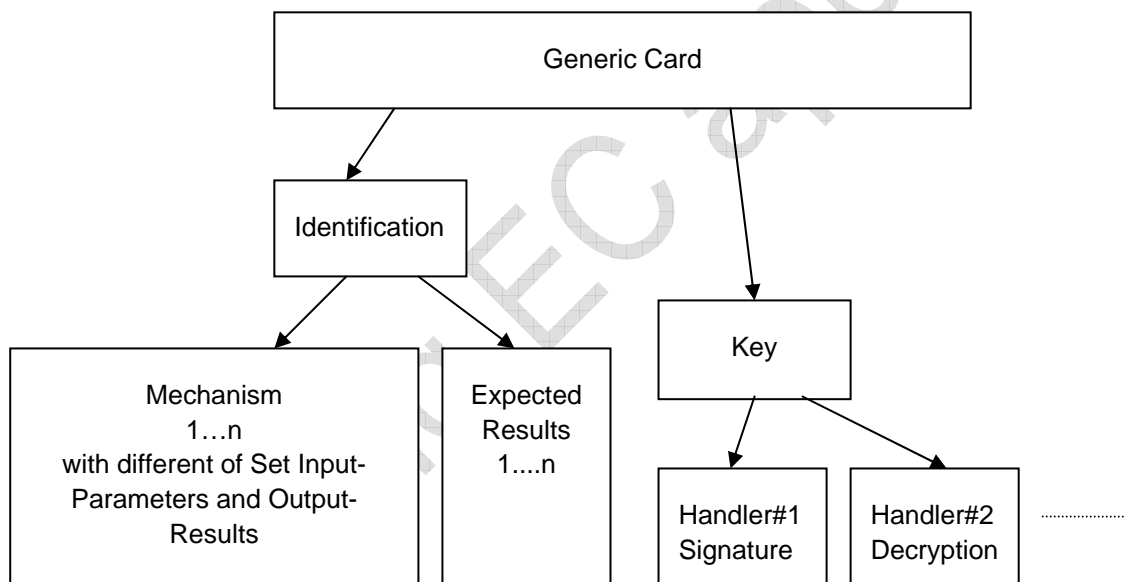 Generic Card
Identification
Key
Mechanism
1…n
with different of Set Input-
Parameters and Output-
Results
Expected
Results
1....n
Handler#1
Signature
Handler#2
Decryption
EC